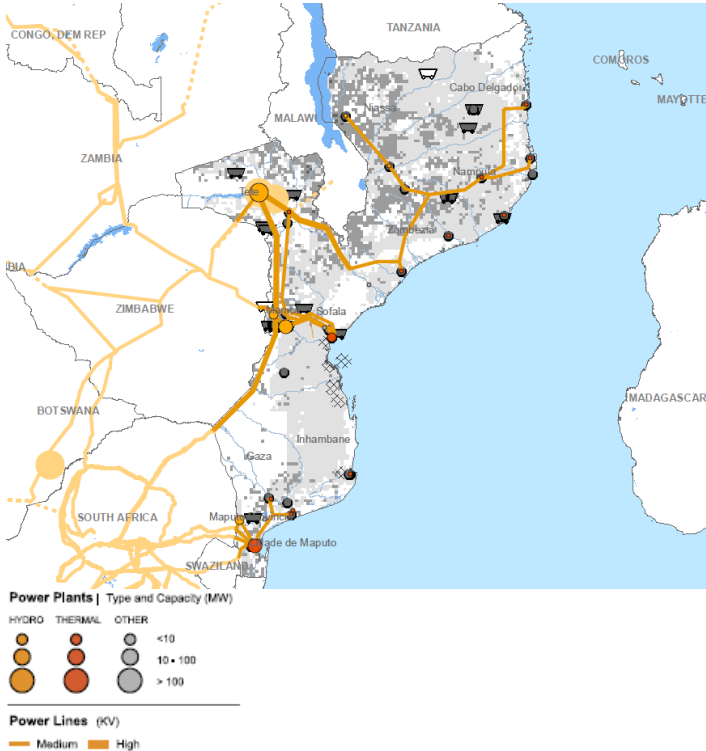 TANZANIA
CONGO, DEM REP
COMOROS
Cabo Delgado
MAYOTTE
Niassa
MALAWI
ZAMBIA
Nampula
Tete
Zambezia
BIA
ZIMBABWE
Sofala
MADAGASCAR
BOTSWANA
Inhambane
Gaza
SOUTH AFRICA
Maputo
ade de Maputo
SWAZILAND
Power Plants | Type and Capacity (MW)
HYDRO THERMAL OTHER
<10
10 - 100
> 100
Power Lines (KV)
Medium High